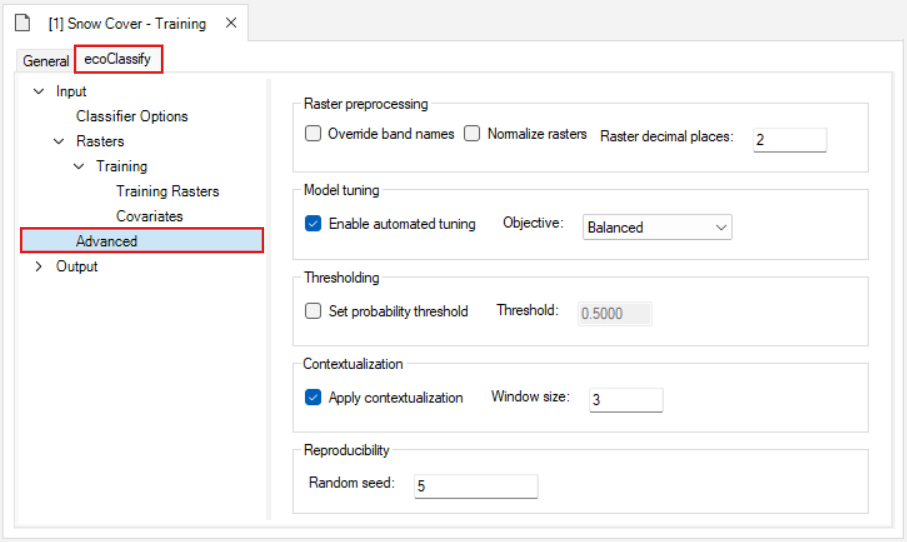 [1] Snow Cover - Training
General ecoClassify
Input
Classifier Options
Rasters
Training
Training Rasters
Covariates
Advanced
Output
Raster preprocessing
Override band names Normalize rasters Raster decimal places: 2
Model tuning
Enable automated tuning Objective: Balanced
Thresholding
Set probability threshold Threshold: 0.5000
Contextualization
Apply contextualization Window size: 3
Reproducibility
Random seed: 5